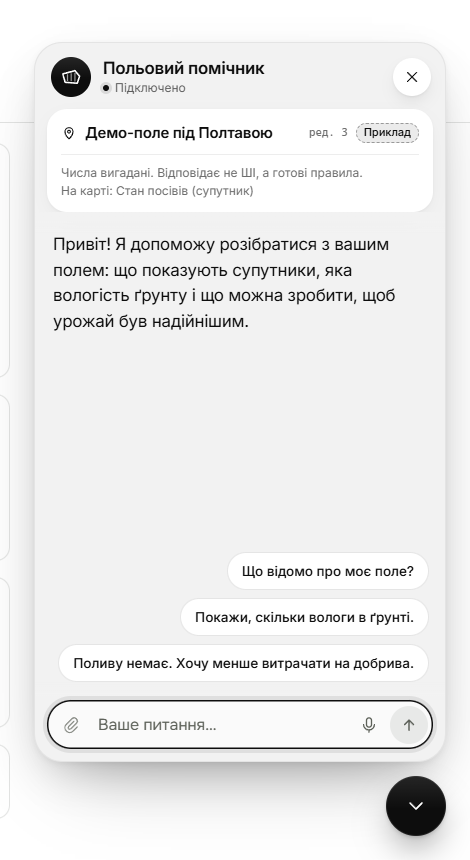 Польовий помічник
Підключено
Демо-поле під Полтавою ред. 3 Приклад
Числа вигадані. Відповідає не ШІ, а готові правила.
На карті: Стан посівів (супутник)
Привіт! Я допоможу розібратися з вашим
полем: що показують супутники, яка
вологість ґрунту і що можна зробити, щоб
урожай був надійнішим.
Що відомо про моє поле?
Покажи, скільки вологи в ґрунті.
Поливу немає. Хочу менше витрачати на добрива.
Ваше питання...